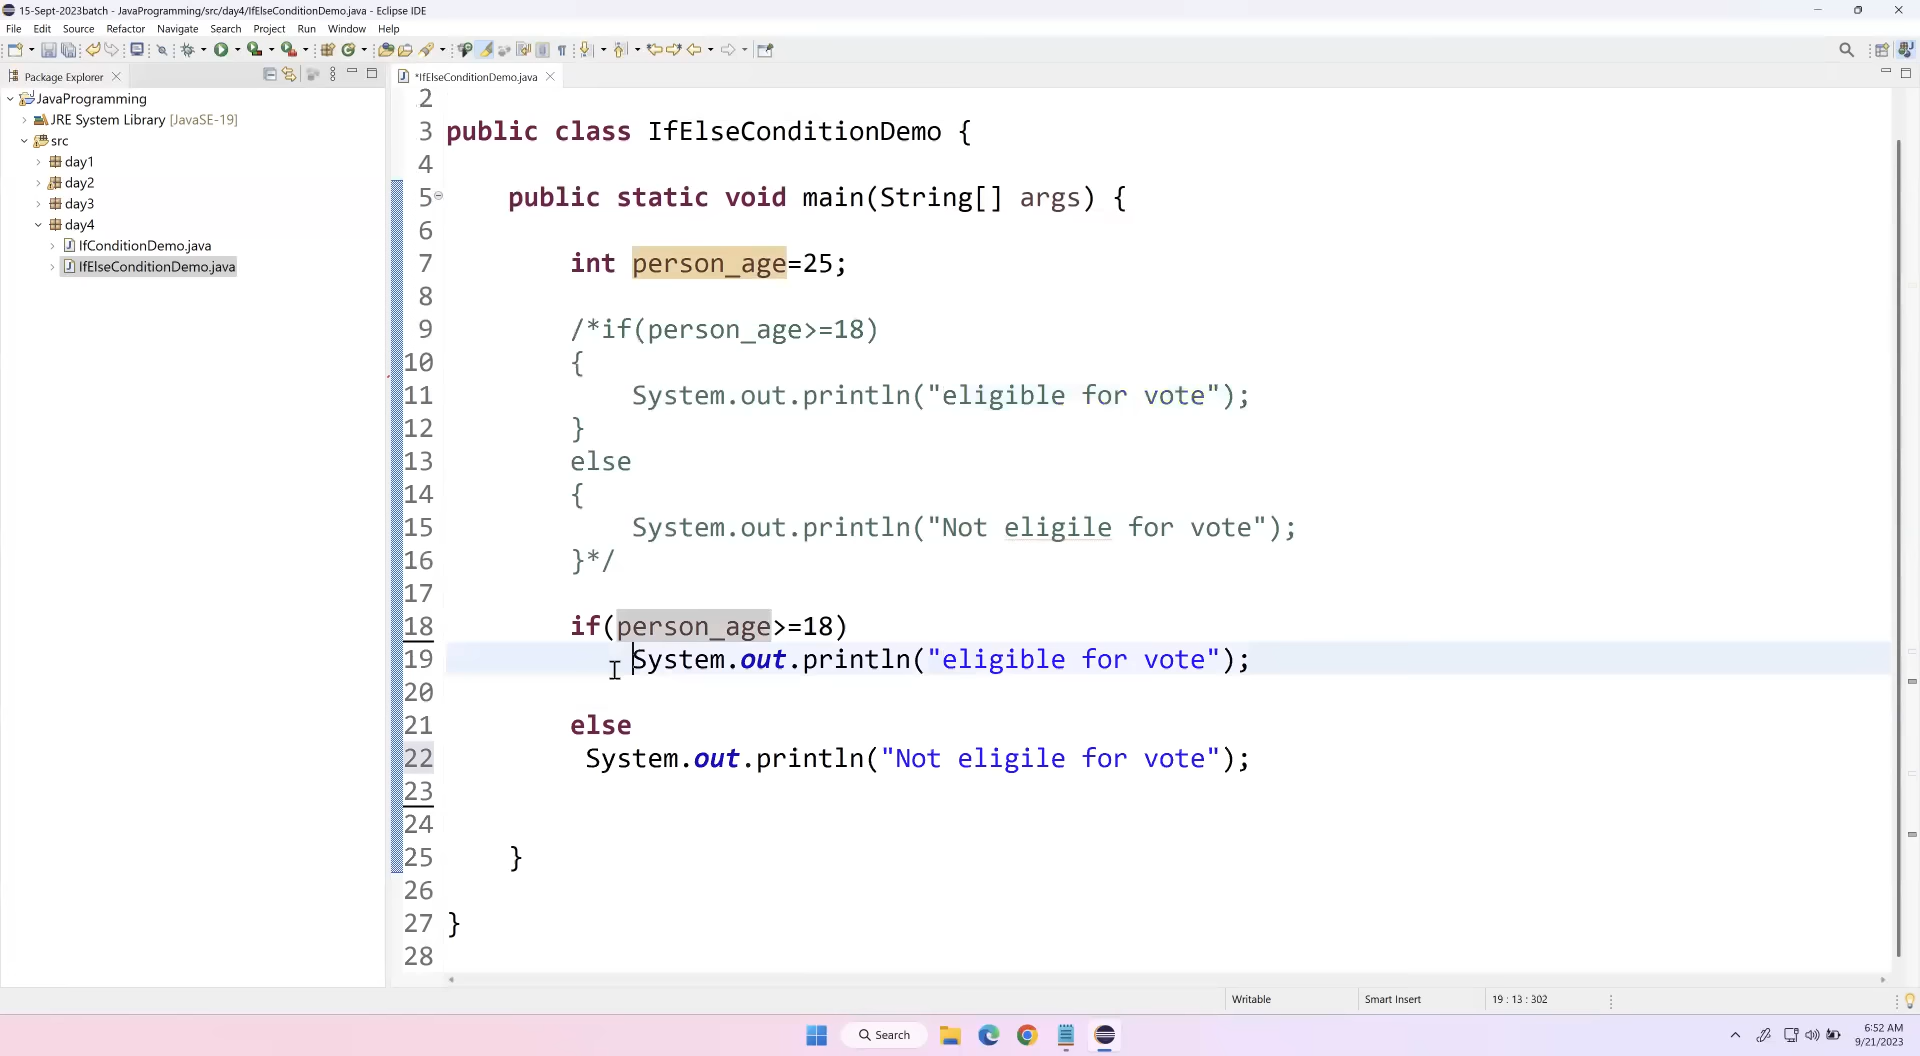 15-Sept-2023batch - JavaProgramming/src/day4/IfElseConditionDemo.java - Eclipse IDE
File Edit Source Refactor Navigate Search Project Run Window Help
Package Explorer
*IfElseConditionDemo.java
JavaProgramming
JRE System Library [JavaSE-19]
src
day1
day2
day3
day4
IfConditionDemo.java
IfElseConditionDemo.java
2
3 public class IfElseConditionDemo {
4
5 public static void main(String[] args) {
6
7 int person_age=25;
8
9 /*if(person_age>=18)
10 {
11 System.out.println("eligible for vote");
12 }
13 else
14 {
15 System.out.println("Not eligile for vote");
16 }*/
17
18 if(person_age>=18)
19 System.out.println("eligible for vote");
20
21 else
22 System.out.println("Not eligile for vote");
23
24
25 }
26
27 }
28
Writable Smart Insert 19 : 13 : 302
Search
6:52 AM
9/21/2023